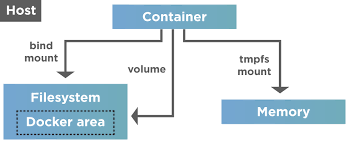 Host
Container
bind
mount
volume
tmpfs
mount
Filesystem
Docker area
Memory